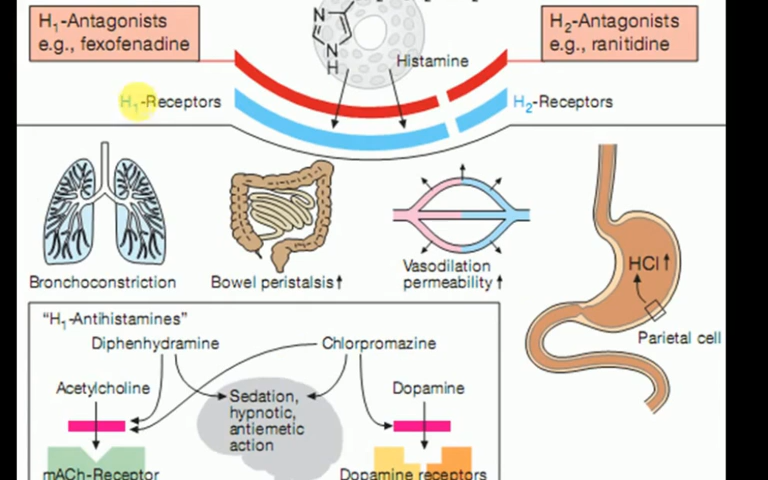 H₁-Antagonists
e.g., fexofenadine
H₂-Antagonists
e.g., ranitidine
N
N
H
Histamine
H₁-Receptors
H₂-Receptors
Bronchoconstriction
Bowel peristalsis↑
Vasodilation
permeability↑
HCl↑
Parietal cell
“H₁-Antihistamines”
Diphenhydramine
Chlorpromazine
Acetylcholine
Sedation,
hypnotic,
antiemetic
action
Dopamine
mACh-Receptor
Dopamine receptors